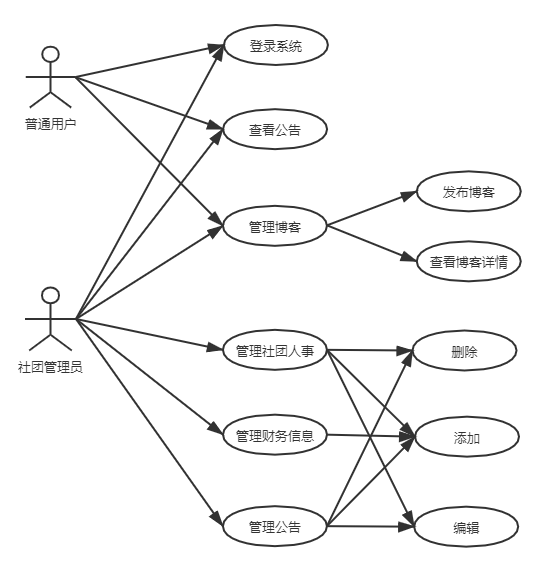 登录系统
普通用户
查看公告
发布博客
管理博客
查看博客详情
社团管理员
管理社团人事
删除
管理财务信息
添加
管理公告
编辑